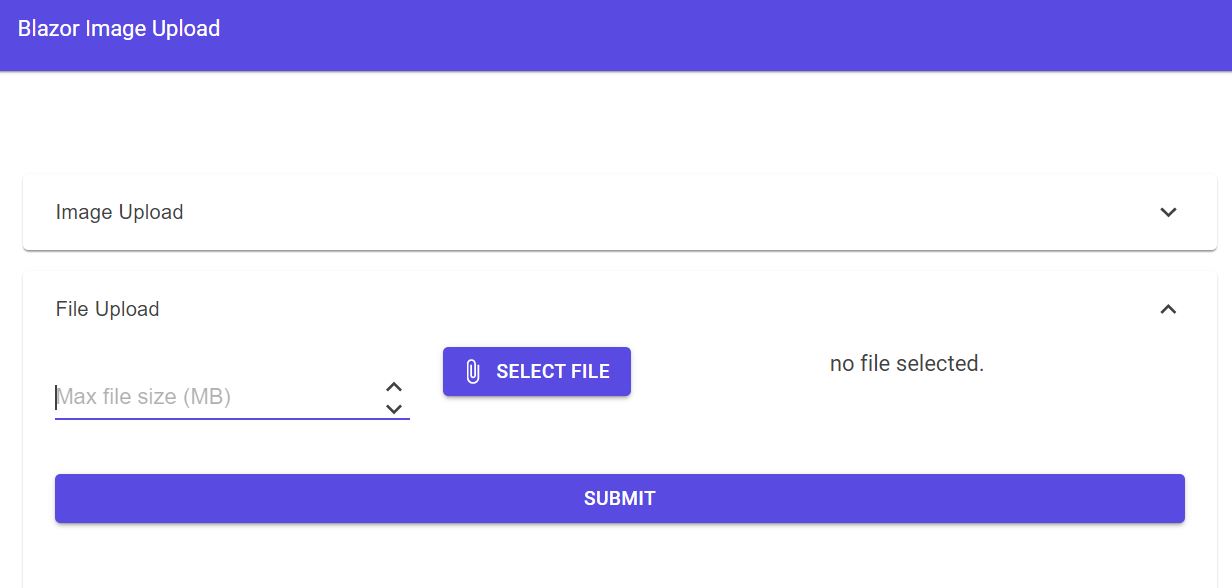 Blazor Image Upload
Image Upload
File Upload
Max file size (MB)
SELECT FILE
no file selected.
SUBMIT